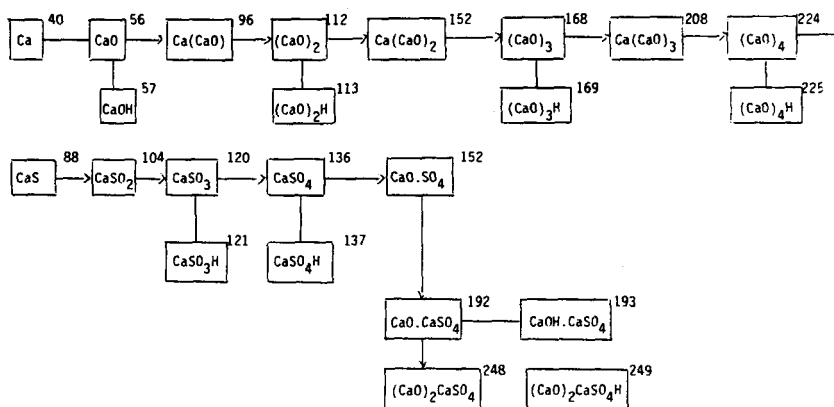 40 56 96 112 152 168 208 224
Ca CaO Ca(CaO) (CaO)2 Ca(CaO)2 (CaO)3 Ca(CaO)3 (CaO)4
57 113 169 225
CaOH (CaO)2H (CaO)3H (CaO)4H
88 104 120 136 152
CaS CaSO2 CaSO3 CaSO4 CaO.SO4
121 137
CaSO3H CaSO4H
192 193
CaO.CaSO4 CaOH.CaSO4
248 249
(CaO)2CaSO4 (CaO)2CaSO4H